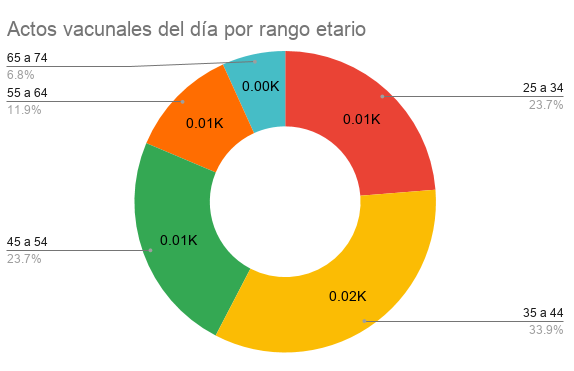 Actos vacunales del día por rango etario
65 a 74
6.8%
55 a 64
11.9%
45 a 54
23.7%
25 a 34
23.7%
35 a 44
33.9%
0.00K
0.01K
0.01K
0.01K
0.02K